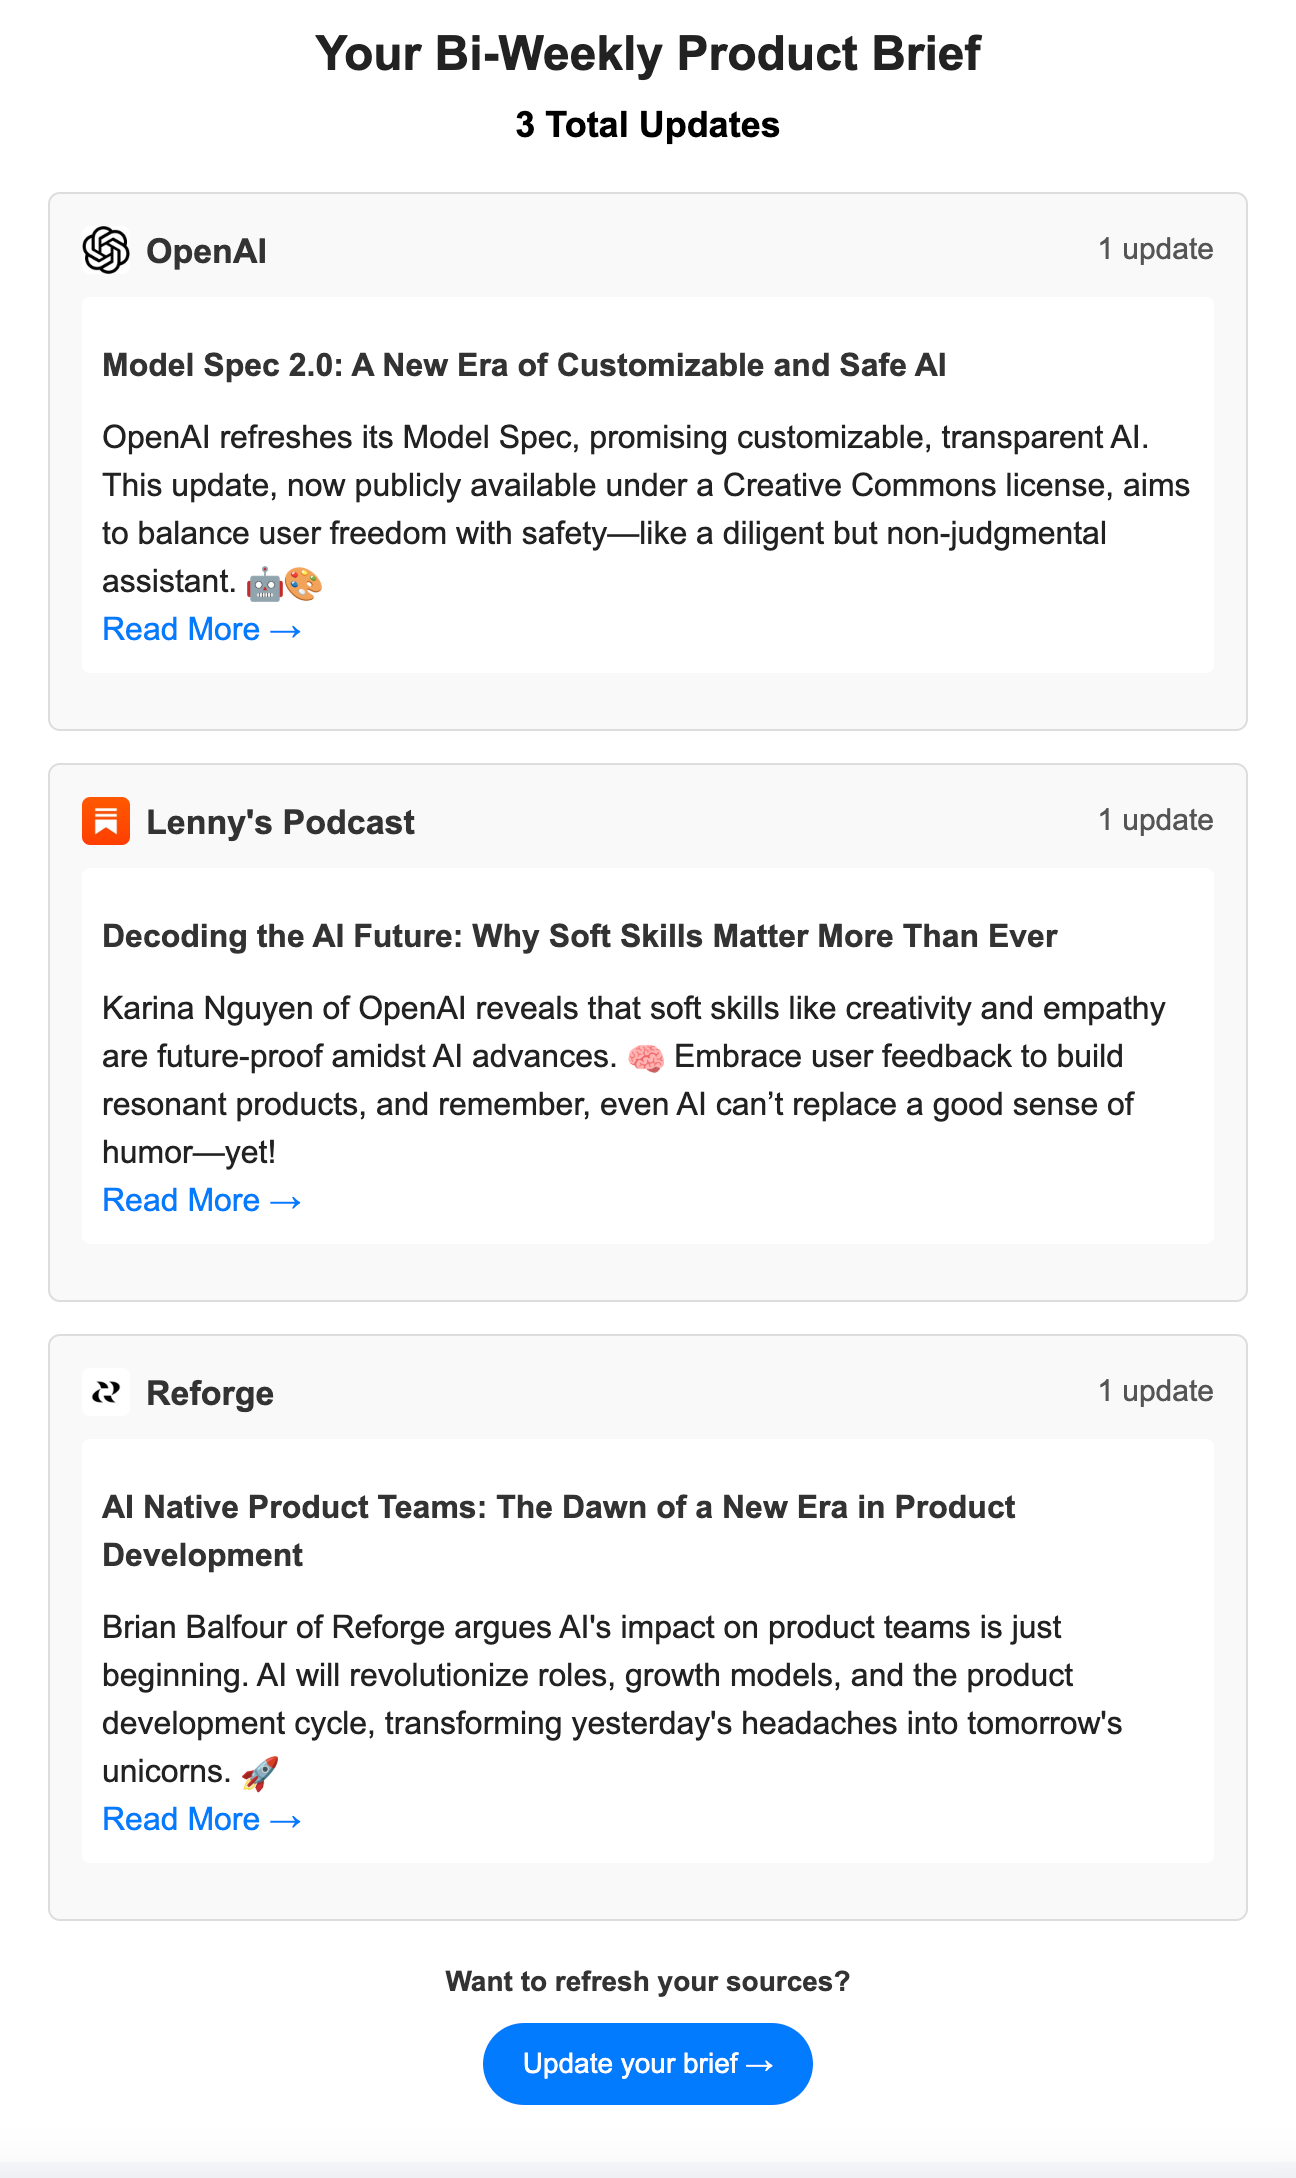 Your Bi-Weekly Product Brief
3 Total Updates
OpenAI
1 update
Model Spec 2.0: A New Era of Customizable and Safe AI
OpenAI refreshes its Model Spec, promising customizable, transparent AI.
This update, now publicly available under a Creative Commons license, aims
to balance user freedom with safety—like a diligent but non-judgmental
assistant. 🤖🎨
Read More →
Lenny's Podcast
1 update
Decoding the AI Future: Why Soft Skills Matter More Than Ever
Karina Nguyen of OpenAI reveals that soft skills like creativity and empathy
are future-proof amidst AI advances. 🧠 Embrace user feedback to build
resonant products, and remember, even AI can’t replace a good sense of
humor—yet!
Read More →
Reforge
1 update
AI Native Product Teams: The Dawn of a New Era in Product
Development
Brian Balfour of Reforge argues AI's impact on product teams is just
beginning. AI will revolutionize roles, growth models, and the product
development cycle, transforming yesterday's headaches into tomorrow's
unicorns. 🚀
Read More →
Want to refresh your sources?
Update your brief →